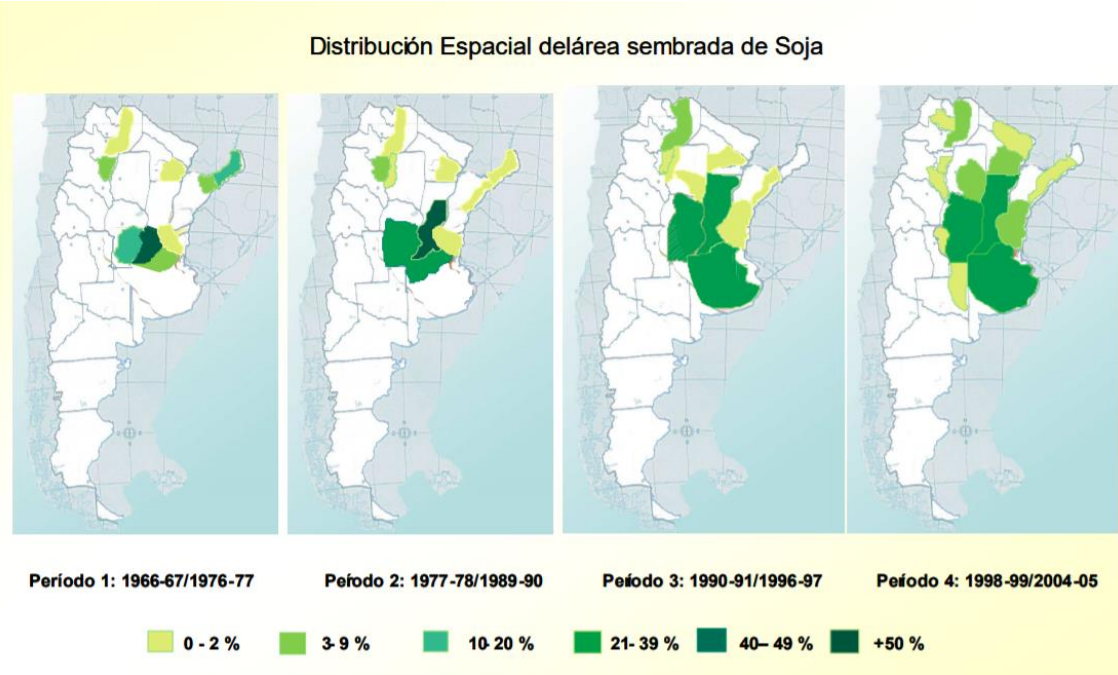 Distribución Espacial delárea sembrada de Soja
Período 1: 1966-67/1976-77
Período 2: 1977-78/1989-90
Período 3: 1990-91/1996-97
Período 4: 1998-99/2004-05
0 - 2 %
3-9 %
10-20 %
21- 39 %
40– 49 %
+50 %